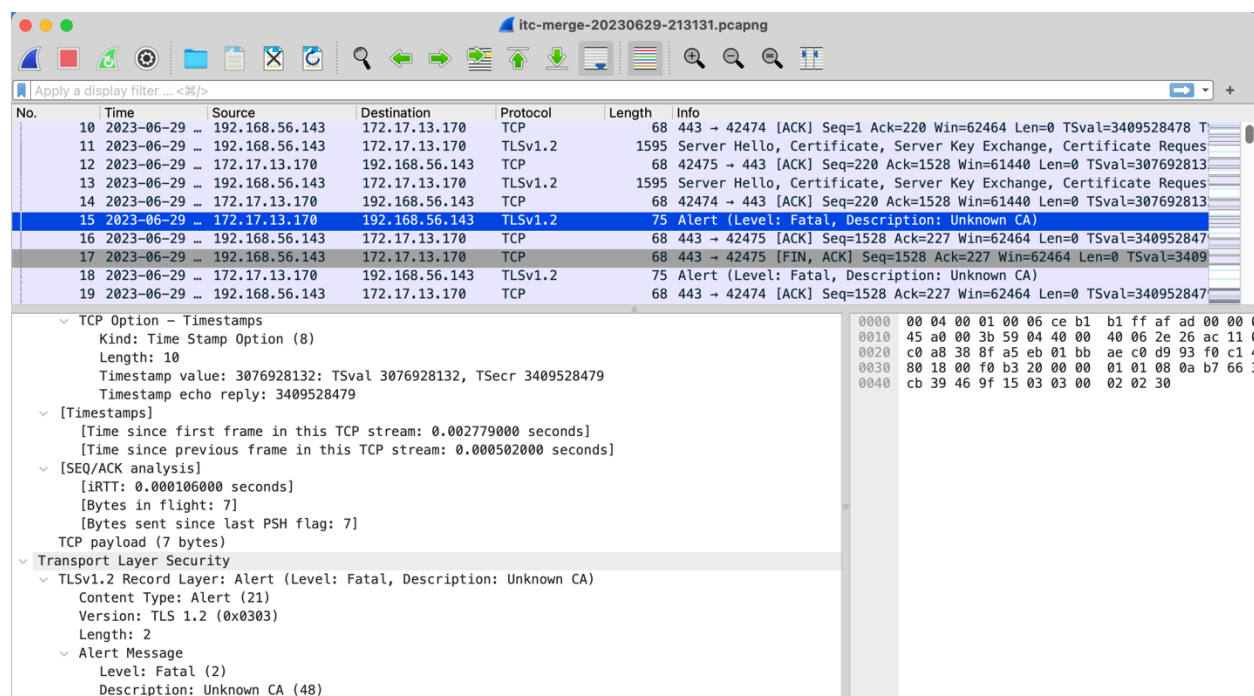 itc-merge-20230629-213131.pcapng
Apply a display filter ... <⌘/>
No. Time Source Destination Protocol Length Info
10 2023-06-29 … 192.168.56.143 172.17.13.170 TCP 68 443 → 42474 [ACK] Seq=1 Ack=220 Win=62464 Len=0 TSval=3409528478
11 2023-06-29 … 192.168.56.143 172.17.13.170 TLSv1.2 1595 Server Hello, Certificate, Server Key Exchange, Certificate Reques
12 2023-06-29 … 172.17.13.170 192.168.56.143 TCP 68 42475 → 443 [ACK] Seq=220 Ack=1528 Win=61440 Len=0 TSval=307692813
13 2023-06-29 … 192.168.56.143 172.17.13.170 TLSv1.2 1595 Server Hello, Certificate, Server Key Exchange, Certificate Reques
14 2023-06-29 … 172.17.13.170 192.168.56.143 TCP 68 42474 → 443 [ACK] Seq=220 Ack=1528 Win=61440 Len=0 TSval=307692813
15 2023-06-29 … 172.17.13.170 192.168.56.143 TLSv1.2 75 Alert (Level: Fatal, Description: Unknown CA)
16 2023-06-29 … 192.168.56.143 172.17.13.170 TCP 68 443 → 42475 [ACK] Seq=1528 Ack=227 Win=62464 Len=0 TSval=340952847
17 2023-06-29 … 192.168.56.143 172.17.13.170 TCP 68 443 → 42475 [FIN, ACK] Seq=1528 Ack=227 Win=62464 Len=0 TSval=3409
18 2023-06-29 … 172.17.13.170 192.168.56.143 TLSv1.2 75 Alert (Level: Fatal, Description: Unknown CA)
19 2023-06-29 … 192.168.56.143 172.17.13.170 TCP 68 443 → 42474 [ACK] Seq=1528 Ack=227 Win=62464 Len=0 TSval=340952847
TCP Option – Timestamps
Kind: Time Stamp Option (8)
Length: 10
Timestamp value: 3076928132: TSval 3076928132, TSecr 3409528479
Timestamp echo reply: 3409528479
[Timestamps]
[Time since first frame in this TCP stream: 0.002779000 seconds]
[Time since previous frame in this TCP stream: 0.000502000 seconds]
[SEQ/ACK analysis]
[iRTT: 0.000106000 seconds]
[Bytes in flight: 7]
[Bytes sent since last PSH flag: 7]
TCP payload (7 bytes)
Transport Layer Security
TLSv1.2 Record Layer: Alert (Level: Fatal, Description: Unknown CA)
Content Type: Alert (21)
Version: TLS 1.2 (0x0303)
Length: 2
Alert Message
Level: Fatal (2)
Description: Unknown CA (48)
0000 00 04 00 01 00 06 ce b1 b1 ff af ad 00 00
0010 45 a0 00 3b 59 04 40 00 40 06 2e 26 ac 11
0020 c0 a8 38 8f a5 eb 01 bb ae c0 d9 93 f0 c1
0030 80 18 00 f0 b3 20 00 00 01 01 08 0a b7 66
0040 cb 39 46 9f 15 03 03 00 02 02 30